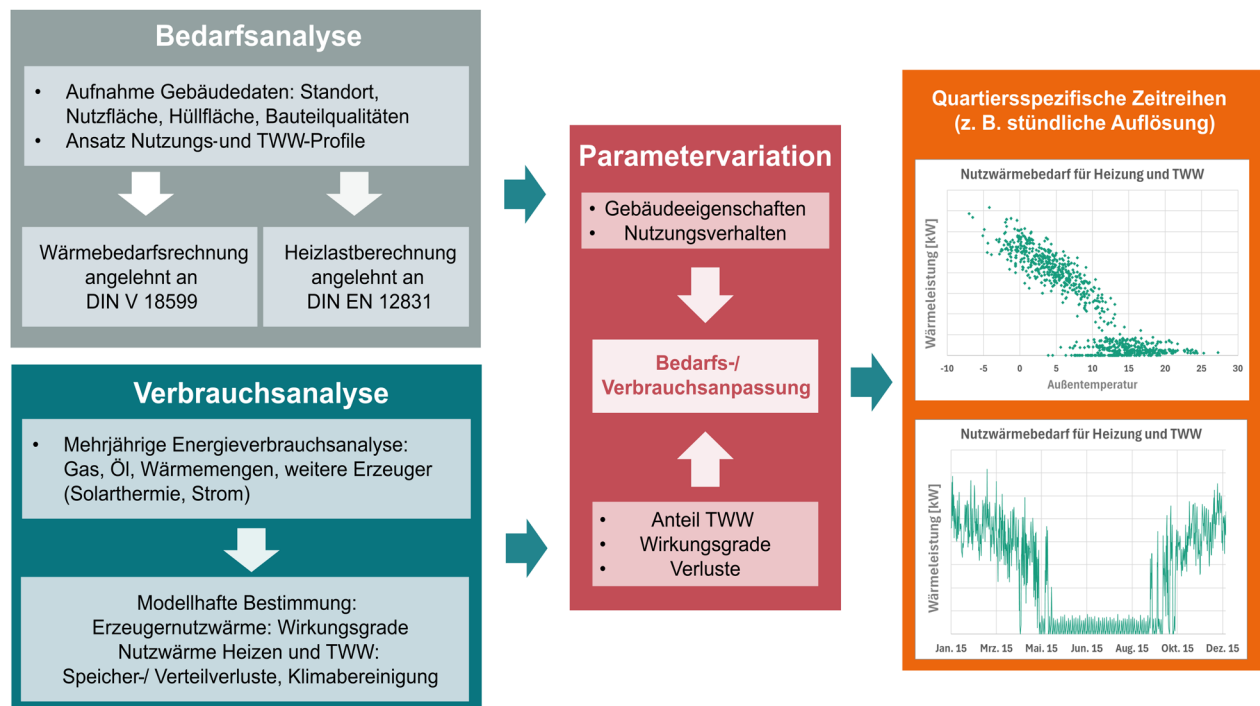 Bedarfsanalyse
• Aufnahme Gebäudedaten: Standort,
Nutzfläche, Hüllfläche, Bauteilqualitäten
• Ansatz Nutzungs-und TWW-Profile
Wärmebedarfsrechnung
angelehnt an
DIN V 18599
Heizlastberechnung
angelehnt an
DIN EN 12831
Verbrauchsanalyse
• Mehrjährige Energieverbrauchsanalyse:
Gas, Öl, Wärmemengen, weitere Erzeuger
(Solarthermie, Strom)
Modellhafte Bestimmung:
Erzeugernutzwärme: Wirkungsgrade
Nutzwärme Heizen und TWW:
Speicher-/ Verteilverluste, Klimabereinigung
Parametervariation
• Gebäudeeigenschaften
• Nutzungsverhalten
Bedarfs-/
Verbrauchsanpassung
• Anteil TWW
• Wirkungsgrade
• Verluste
Quartiersspezifische Zeitreihen
(z. B. stündliche Auflösung)
Nutzwärmebedarf für Heizung und TWW
Wärmeleistung [kW]
-10 -5 0 5 10 15 20 25 30
Außentemperatur
Nutzwärmebedarf für Heizung und TWW
Wärmeleistung [kW]
Jan. 15 Mrz. 15 Mai. 15 Jun. 15 Aug. 15 Okt. 15 Dez. 15